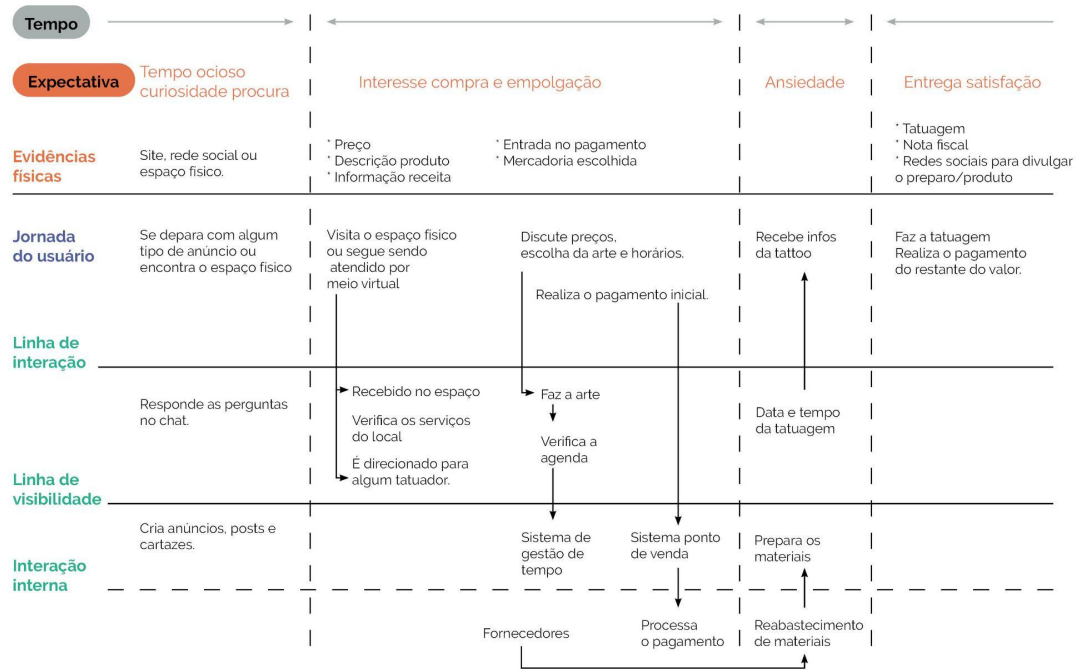 Tempo
Expectativa
Tempo ocioso
curiosidade procura
Interesse compra e empolgação
Ansiedade
Entrega satisfação
Evidências
físicas
Site, rede social ou
espaço físico.
* Preço
* Descrição produto
* Informação receita
* Entrada no pagamento
* Mercadoria escolhida
* Tatuagem
* Nota fiscal
* Redes sociais para divulgar
o preparo/produto
Jornada
do usuário
Se depara com algum
tipo de anúncio ou
encontra o espaço físico
Visita o espaço físico
ou segue sendo
atendido por
meio virtual
Discute preços,
escolha da arte e horários.
Realiza o pagamento inicial.
Recebe infos
da tattoo
Faz a tatuagem
Realiza o pagamento
do restante do valor.
Linha de
interação
Responde as perguntas
no chat.
Recebido no espaço
Verifica os serviços
do local
É direcionado para
algum tatuador.
Faz a arte
Verifica a
agenda
Data e tempo
da tatuagem
Linha de
visibilidade
Cria anúncios, posts e
cartazes.
Sistema de
gestão de
tempo
Sistema ponto
de venda
Prepara os
materiais
Interação
interna
Fornecedores
Processa
o pagamento
Reabastecimento
de materiais